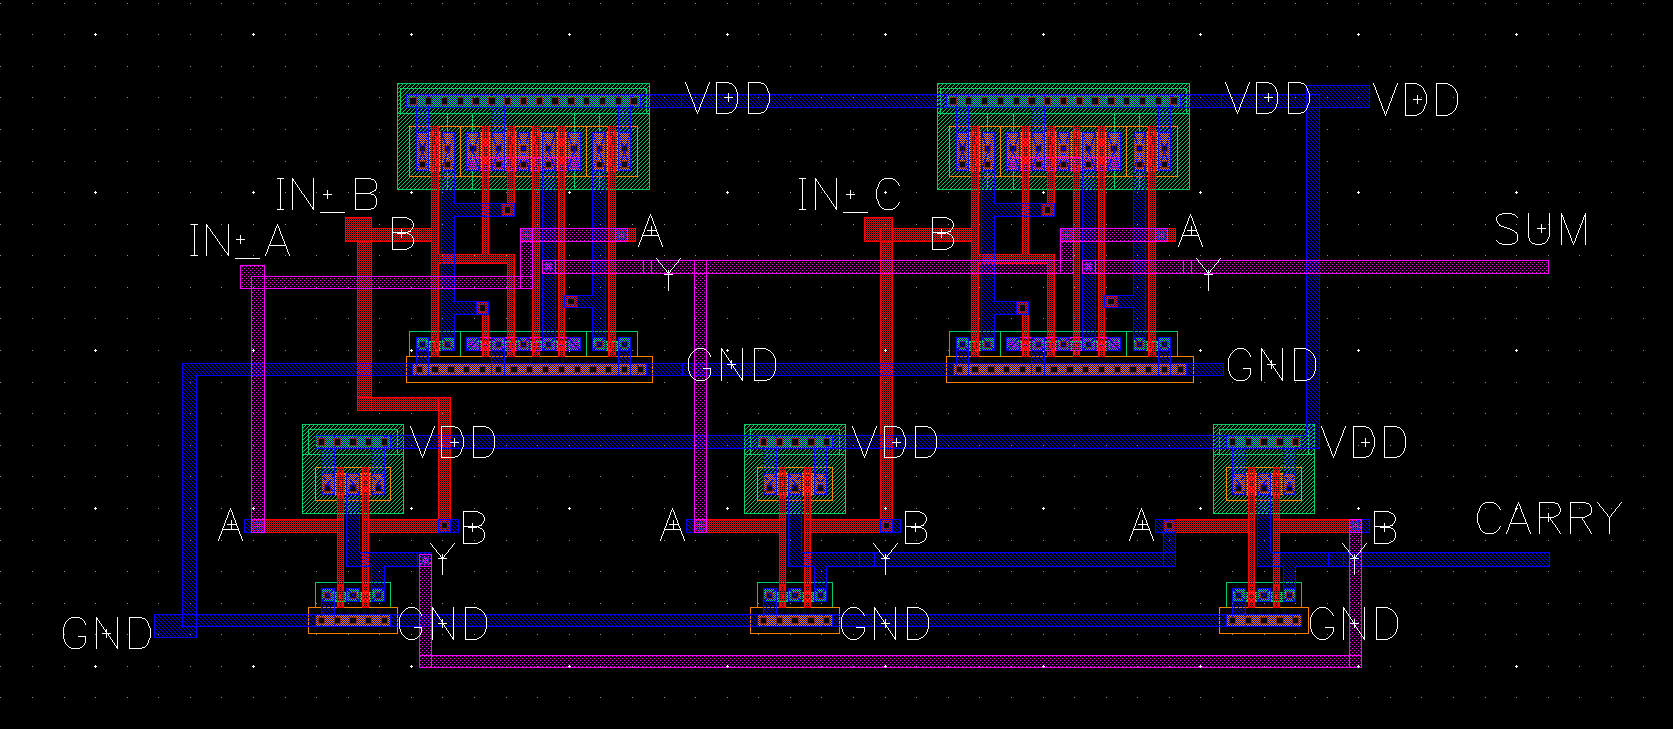 VDD VDD VDD
IN_B IN_C
B A B A SUM
IN_A
Y Y
GND GND
VDD VDD VDD
A B A B A B CARRY
Y Y Y
GND GND GND GND